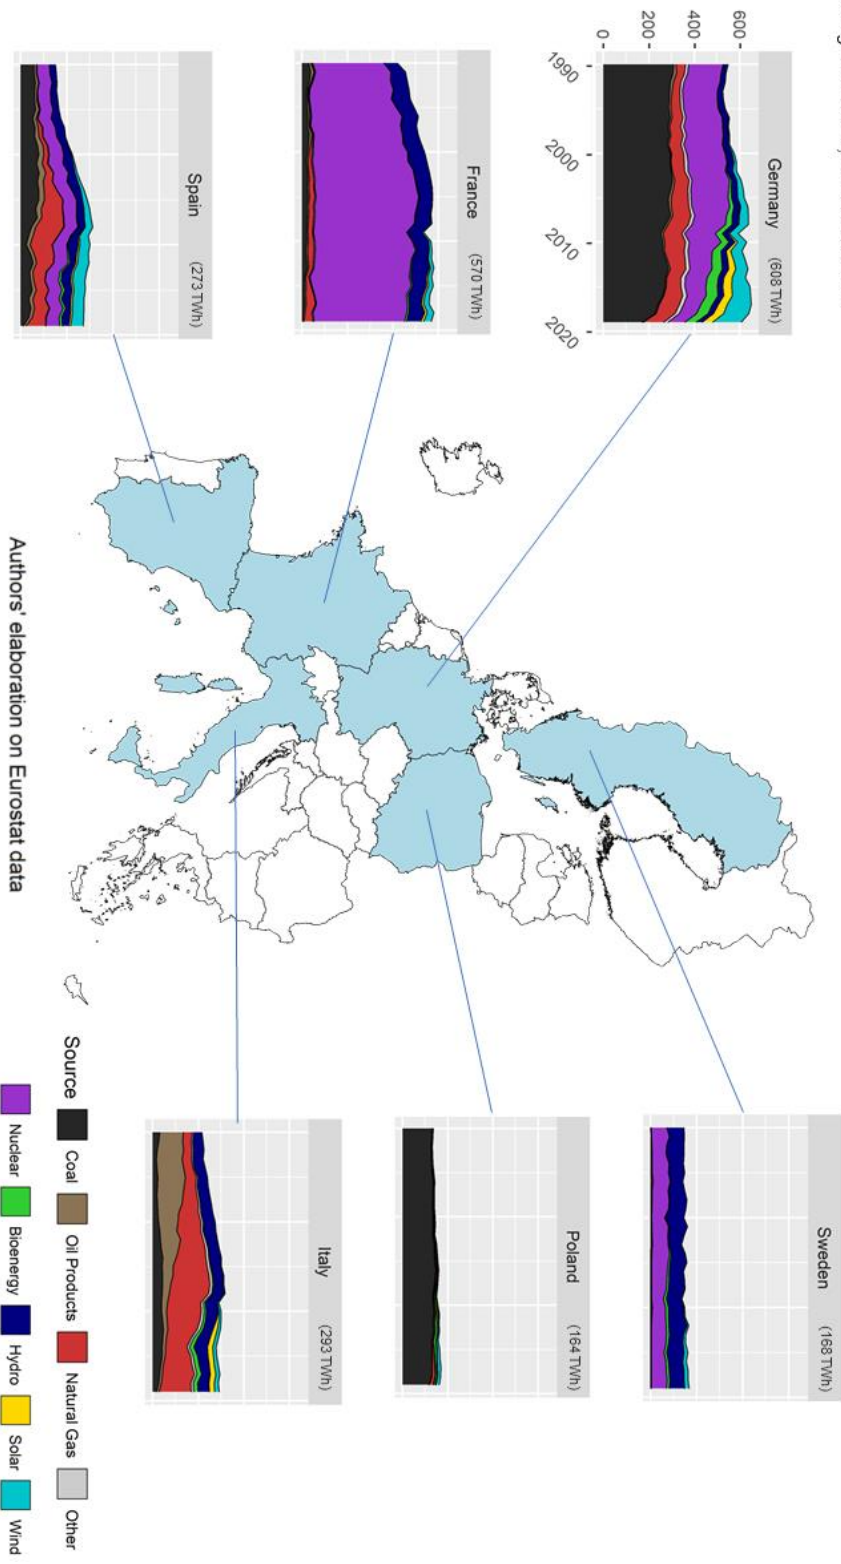 Germany (608 TWh)
600
400
200
0
1990
2000
2010
2020
France (570 TWh)
Spain (273 TWh)
Sweden (168 TWh)
Poland (164 TWh)
Italy (293 TWh)
Source Coal Oil Products Natural Gas Other
Nuclear Bioenergy Hydro Solar Wind
Authors' elaboration on Eurostat data